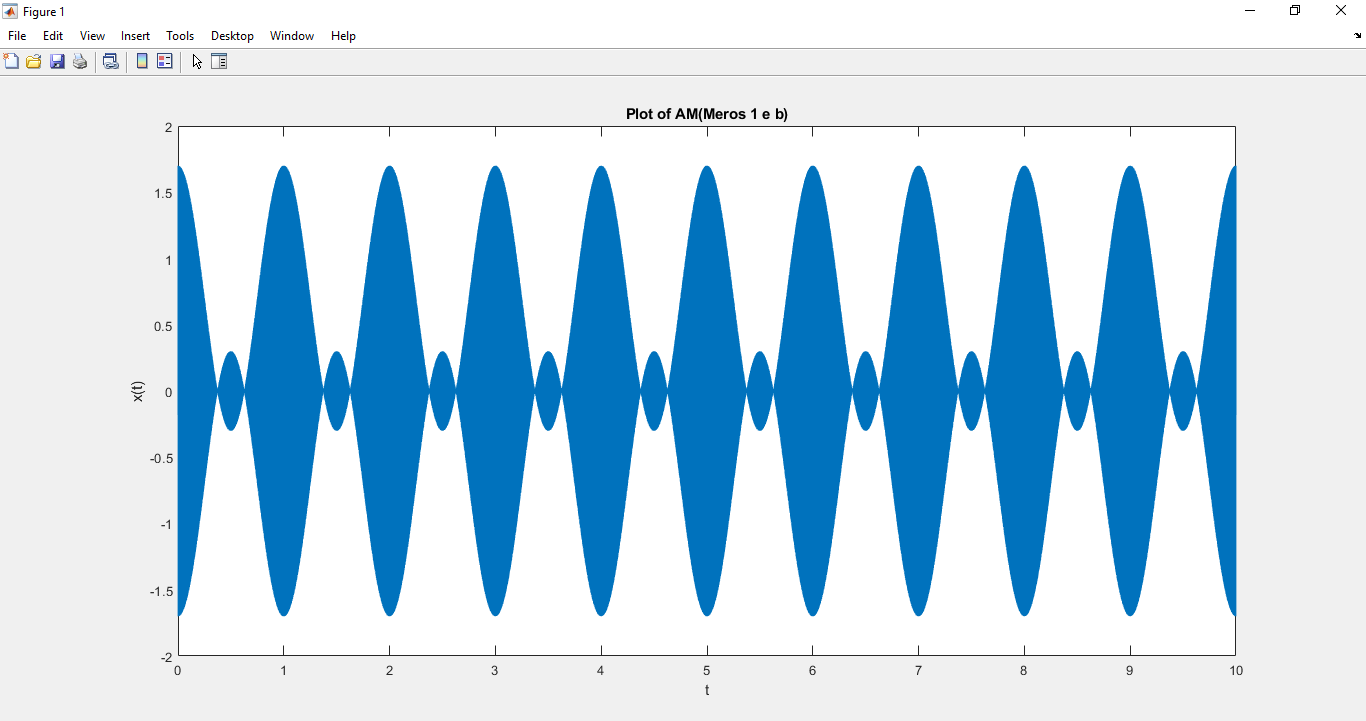 Figure 1
File Edit View Insert Tools Desktop Window Help
Plot of AM(Meros 1 e b)
2
1.5
1
0.5
0
-0.5
-1
-1.5
-2
x(t)
0 1 2 3 4 5 6 7 8 9 10
t